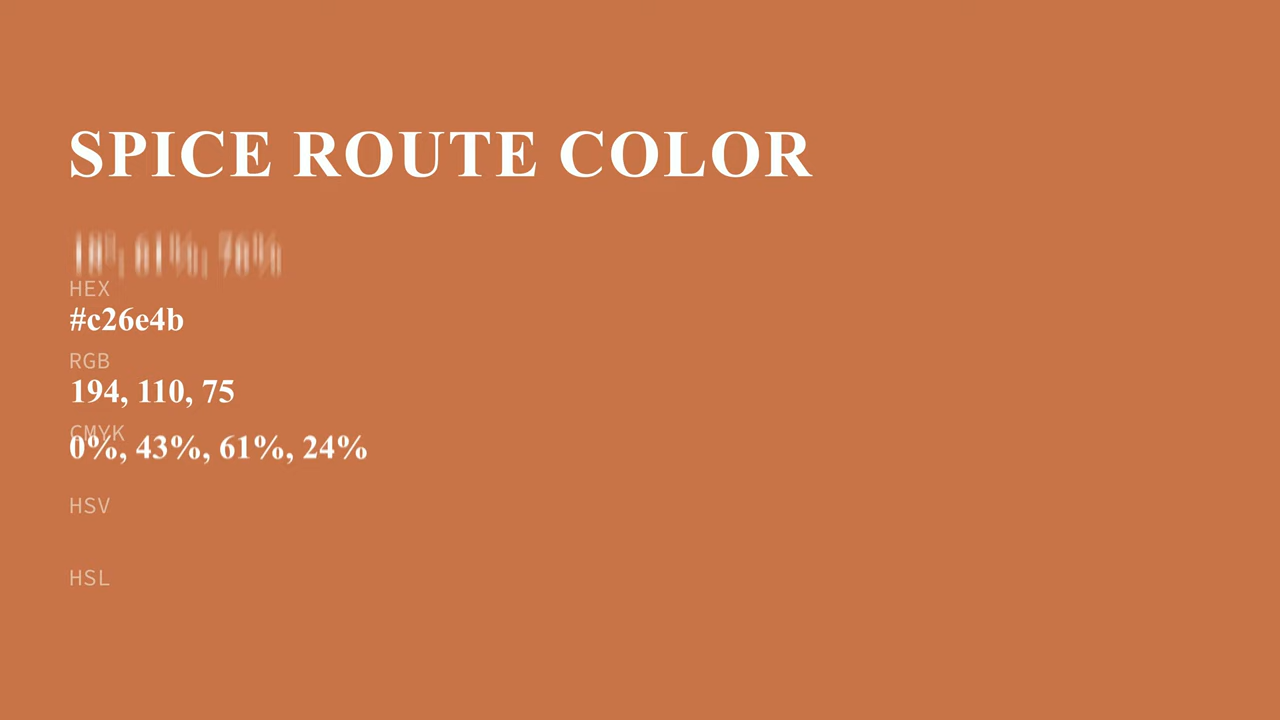 SPICE ROUTE COLOR
HEX
#c26e4b
RGB
194, 110, 75
CMYK
0%, 43%, 61%, 24%
HSV
HSL